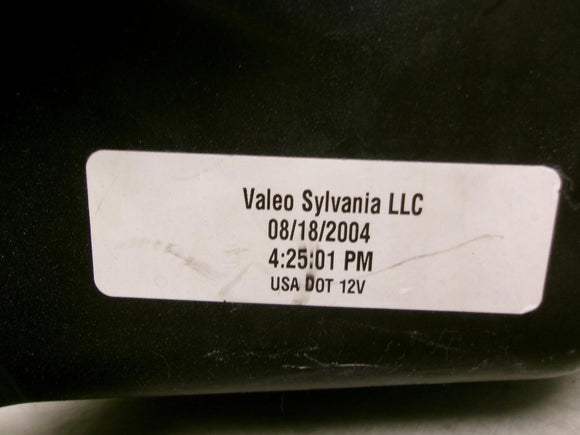 Valeo Sylvania LLC
08/18/2004
4:25:01 PM
USA DOT 12V